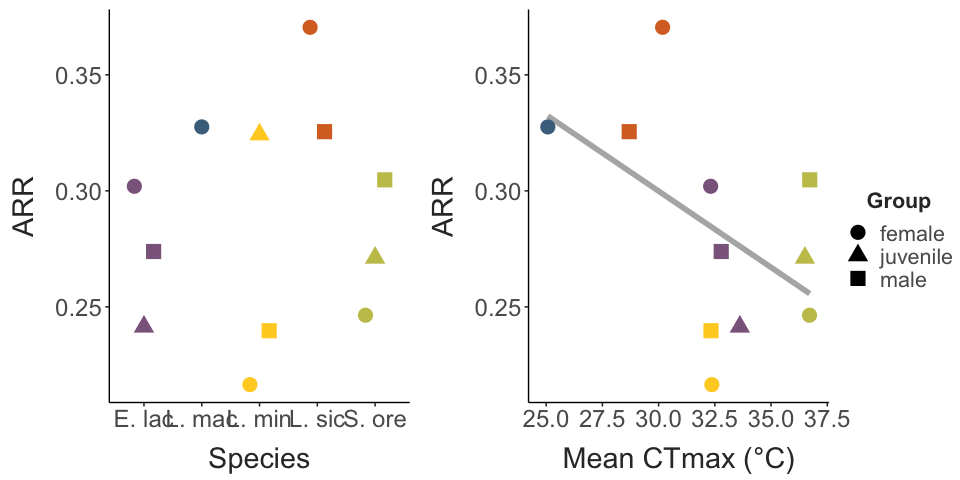 ARR
0.35
0.30
0.25
E. lac
L. mac
L. min
L. sic
S. ore
Species
ARR
0.35
0.30
0.25
25.0 27.5 30.0 32.5 35.0 37.5
Mean CTmax (°C)
Group
female
juvenile
male